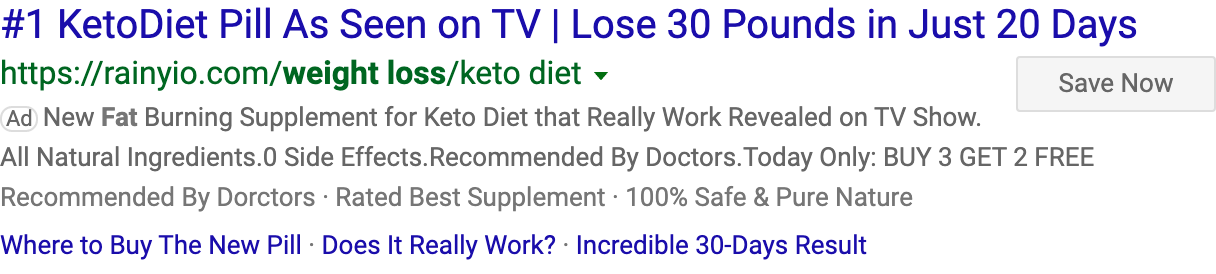 #1 KetoDiet Pill As Seen on TV | Lose 30 Pounds in Just 20 Days
https://rainyio.com/weight loss/keto diet
Save Now
Ad New Fat Burning Supplement for Keto Diet that Really Work Revealed on TV Show.
All Natural Ingredients.0 Side Effects.Recommended By Doctors.Today Only: BUY 3 GET 2 FREE
Recommended By Dorctors · Rated Best Supplement · 100% Safe & Pure Nature
Where to Buy The New Pill · Does It Really Work? · Incredible 30-Days Result